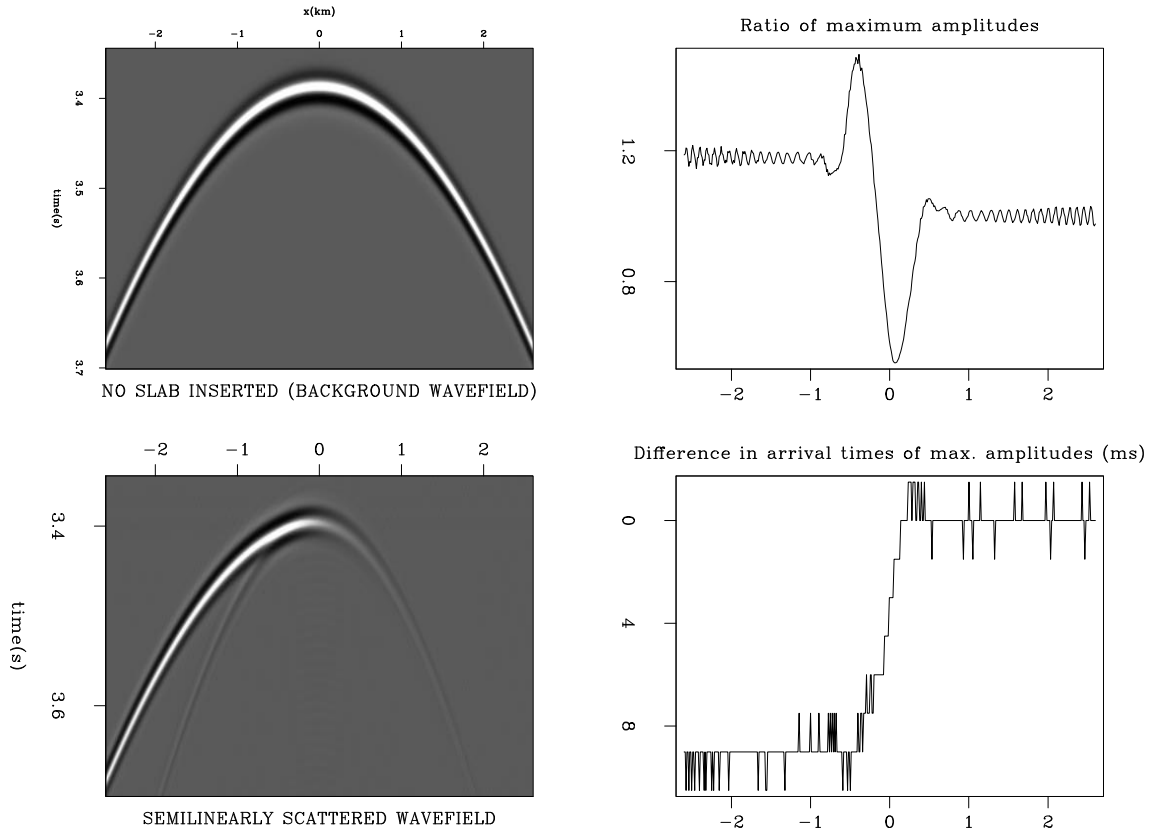 x(km)
-2 -1 0 1 2
time(s)
3.4
3.5
3.6
3.7
NO SLAB INSERTED (BACKGROUND WAVEFIELD)
Ratio of maximum amplitudes
1.2
0.8
-2 -1 0 1 2
-2 -1 0 1 2
time(s)
3.4
3.6
SEMILINEARLY SCATTERED WAVEFIELD
Difference in arrival times of max. amplitudes (ms)
0
4
8
-2 -1 0 1 2